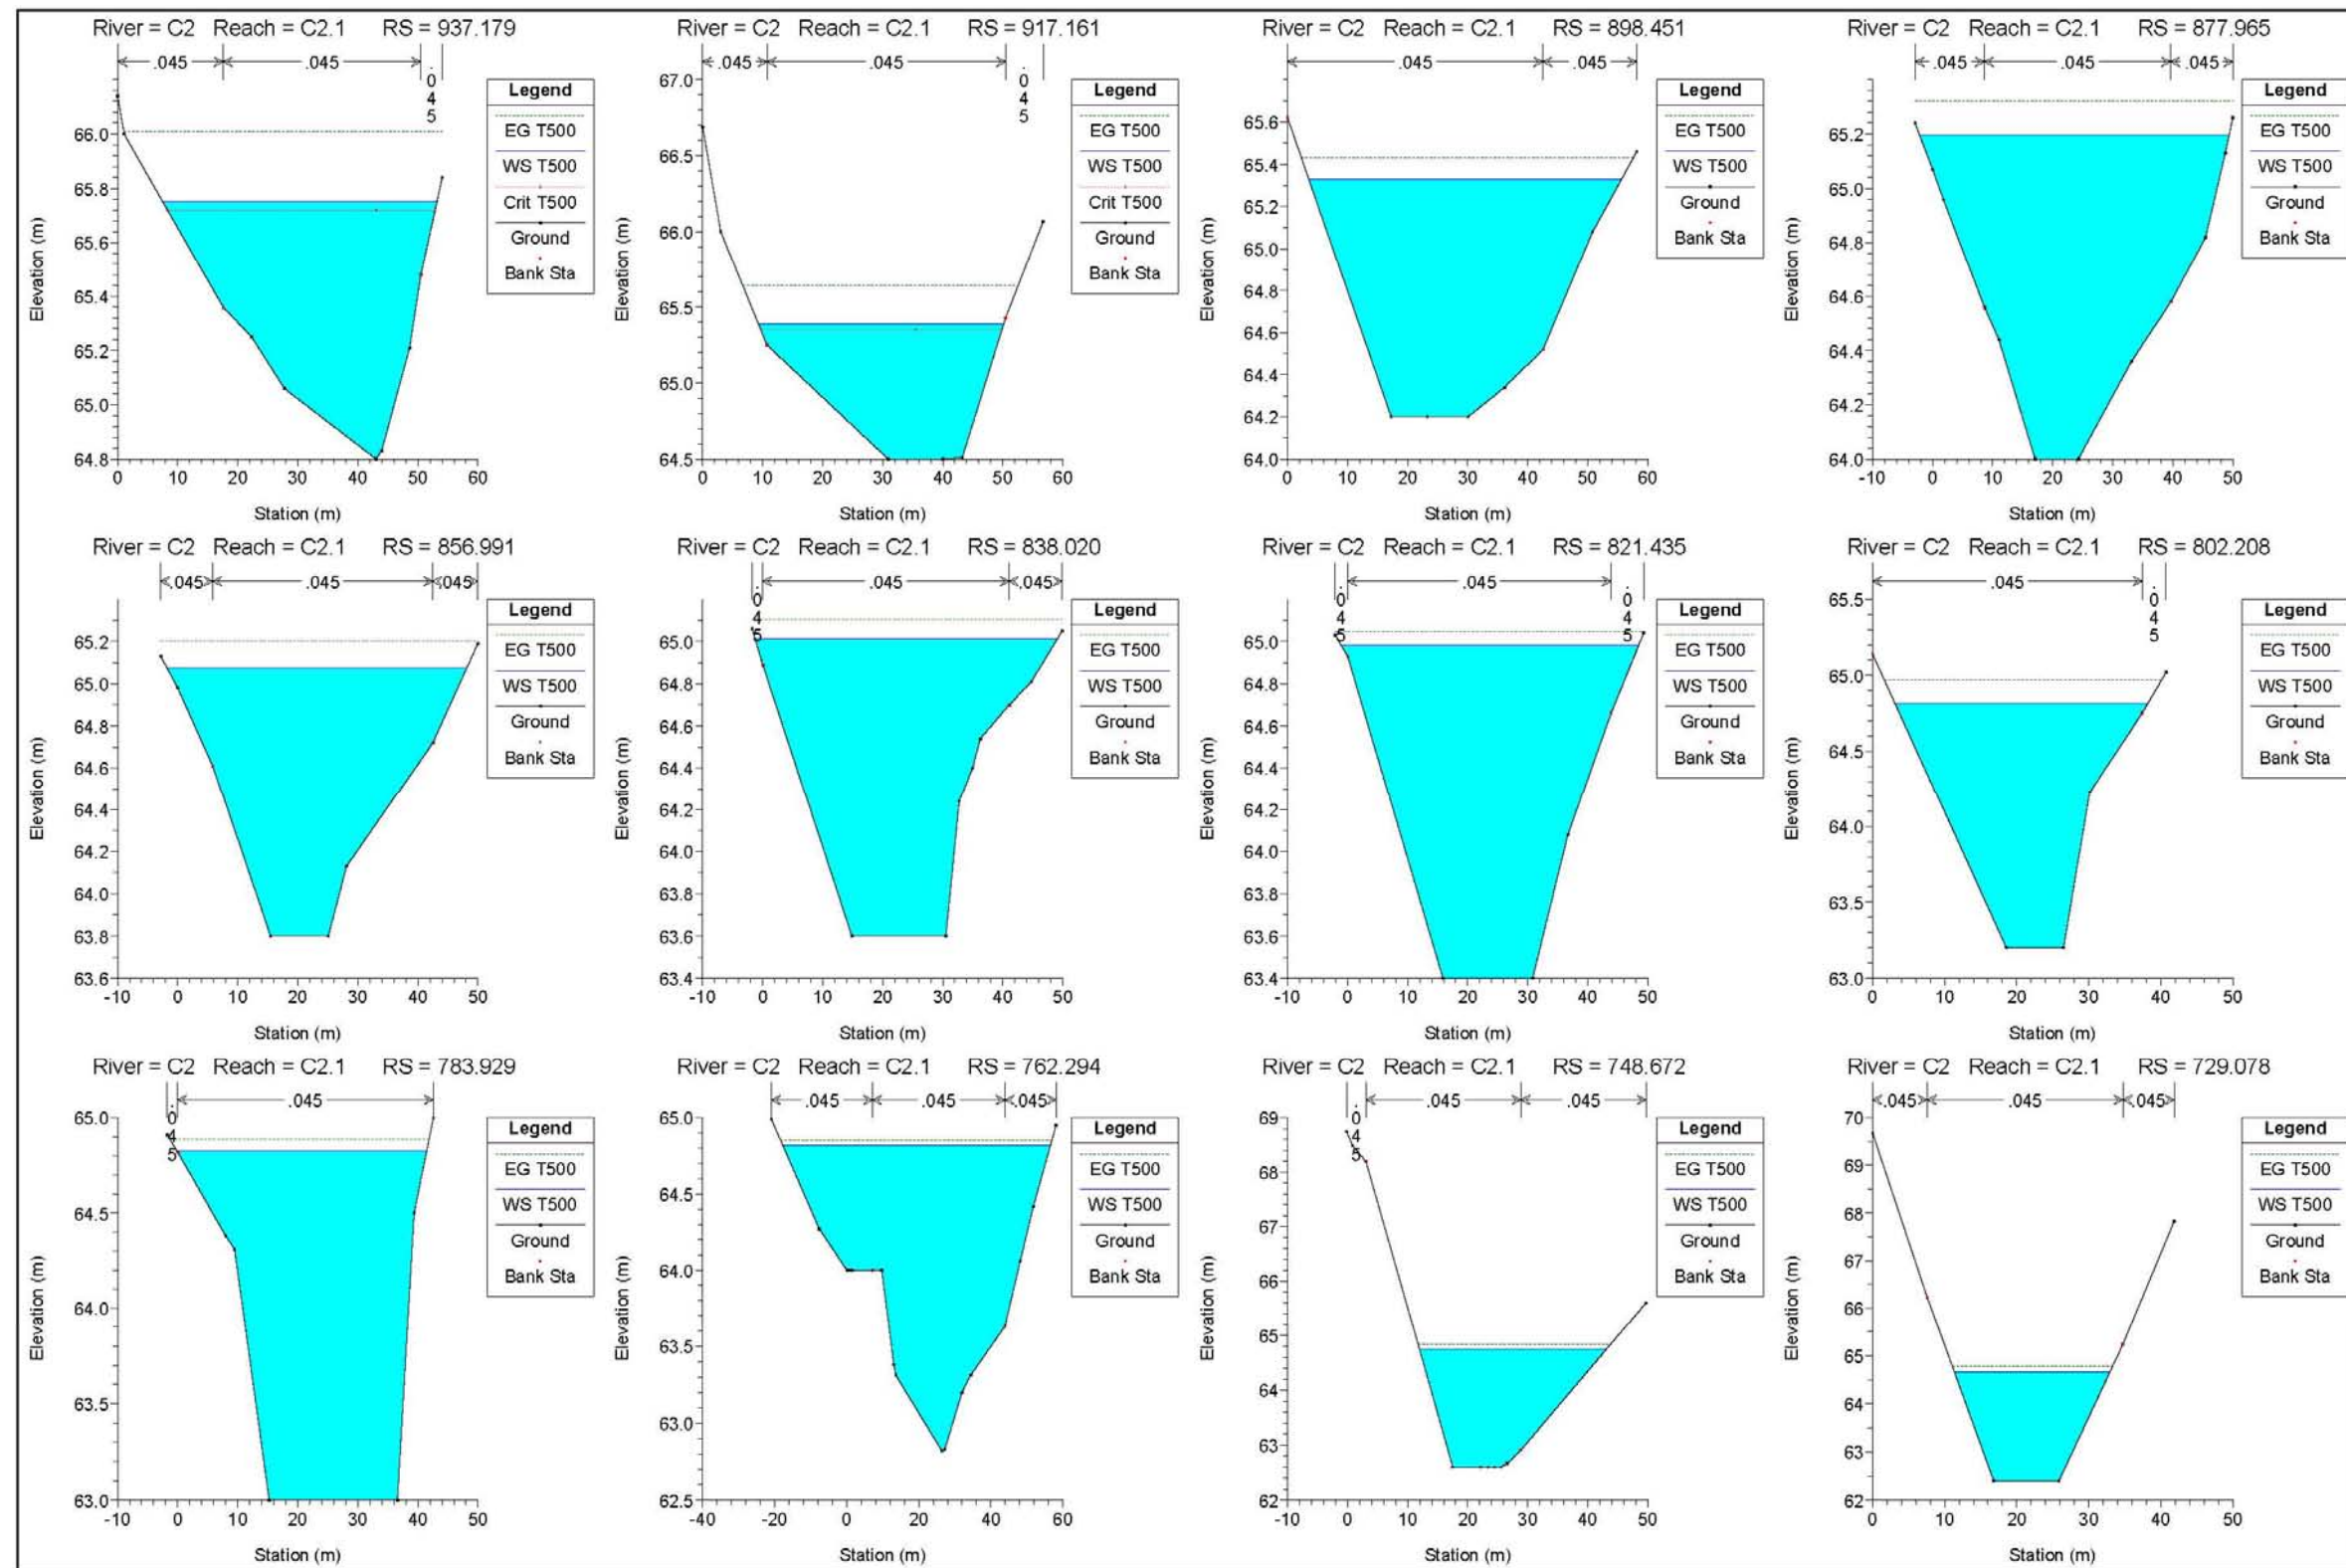 River = C2 Reach = C2.1 RS = 937.179
.045 .045 .045
Legend
EG T500
WS T500
Crit T500
Ground
Bank Sta
66.0
65.8
65.6
65.4
65.2
65.0
64.8
0 10 20 30 40 50 60
Elevation (m)
Station (m)
River = C2 Reach = C2.1 RS = 917.161
.045 .045 .045
Legend
EG T500
WS T500
Crit T500
Ground
Bank Sta
67.0
66.5
66.0
65.5
65.0
64.5
0 10 20 30 40 50 60
Elevation (m)
Station (m)
River = C2 Reach = C2.1 RS = 898.451
.045 .045
Legend
EG T500
WS T500
Ground
Bank Sta
65.6
65.4
65.2
65.0
64.8
64.6
64.4
64.2
64.0
0 10 20 30 40 50 60
Elevation (m)
Station (m)
River = C2 Reach = C2.1 RS = 877.965
.045 .045 .045
Legend
EG T500
WS T500
Ground
Bank Sta
65.2
65.0
64.8
64.6
64.4
64.2
64.0
-10 0 10 20 30 40 50
Elevation (m)
Station (m)
River = C2 Reach = C2.1 RS = 856.991
.045 .045 .045
Legend
EG T500
WS T500
Ground
Bank Sta
65.2
65.0
64.8
64.6
64.4
64.2
64.0
63.8
63.6
-10 0 10 20 30 40 50
Elevation (m)
Station (m)
River = C2 Reach = C2.1 RS = 838.020
.045 .045 .045
Legend
EG T500
WS T500
Ground
Bank Sta
65.0
64.8
64.6
64.4
64.2
64.0
63.8
63.6
63.4
-10 0 10 20 30 40 50
Elevation (m)
Station (m)
River = C2 Reach = C2.1 RS = 821.435
.045 .045 .045
Legend
EG T500
WS T500
Ground
Bank Sta
65.0
64.8
64.6
64.4
64.2
64.0
63.8
63.6
63.4
-10 0 10 20 30 40 50
Elevation (m)
Station (m)
River = C2 Reach = C2.1 RS = 802.208
.045 .045
Legend
EG T500
WS T500
Ground
Bank Sta
65.5
65.0
64.5
64.0
63.5
63.0
0 10 20 30 40 50
Elevation (m)
Station (m)
River = C2 Reach = C2.1 RS = 783.929
.045 .045
Legend
EG T500
WS T500
Ground
Bank Sta
65.0
64.5
64.0
63.5
63.0
-10 0 10 20 30 40 50
Elevation (m)
Station (m)
River = C2 Reach = C2.1 RS = 762.294
.045 .045 .045
Legend
EG T500
WS T500
Ground
Bank Sta
65.0
64.5
64.0
63.5
63.0
62.5
-40 -20 0 20 40 60
Elevation (m)
Station (m)
River = C2 Reach = C2.1 RS = 748.672
.045 .045 .045
Legend
EG T500
WS T500
Ground
Bank Sta
69
68
67
66
65
64
63
62
-10 0 10 20 30 40 50
Elevation (m)
Station (m)
River = C2 Reach = C2.1 RS = 729.078
.045 .045 .045
Legend
EG T500
WS T500
Ground
Bank Sta
70
69
68
67
66
65
64
63
62
0 10 20 30 40 50
Elevation (m)
Station (m)